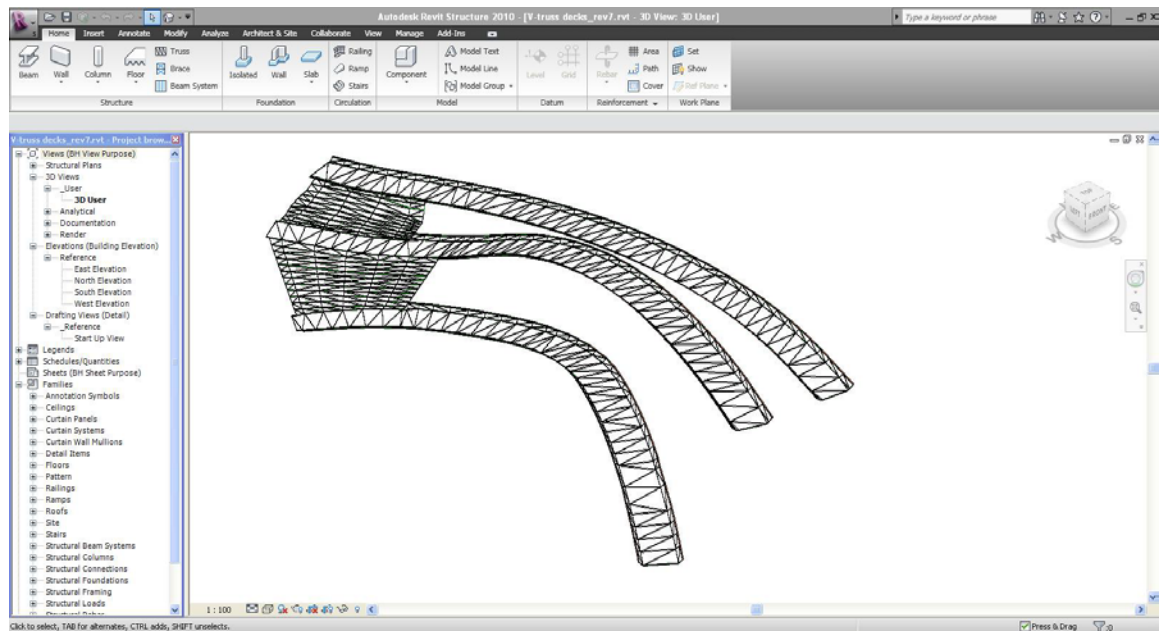 Autodesk Revit Structure 2010 - [V-truss decks_rev7.rvt - 3D View: 3D User]
Type a keyword or phrase
Home Insert Annotate Modify Analyze Architect & Site Collaborate View Manage Add-Ins
Beam Wall Column Floor Truss Brace Beam System
Isolated Wall Slab
Railing Ramp Stairs
Component Model Text Model Line Model Group
Level Grid
Rebar Area Path Cover
Set Show Ref Plane
Structure Foundation Circulation Model Datum Reinforcement Work Plane
V-truss decks_rev7.rvt - Project brow...
Views (BH View Purpose)
Structural Plans
3D Views
_User
3D User
Analytical
Documentation
Render
Elevations (Building Elevation)
Reference
East Elevation
North Elevation
South Elevation
West Elevation
Drafting Views (Detail)
_Reference
Start Up View
Legends
Schedules/Quantities
Sheets (BH Sheet Purpose)
Families
Annotation Symbols
Ceilings
Curtain Panels
Curtain Systems
Curtain Wall Mullions
Detail Items
Floors
Pattern
Railings
Ramps
Roofs
Site
Stairs
Structural Beam Systems
Structural Columns
Structural Connections
Structural Foundations
Structural Framing
Structural Loads
TOP
FRONT
S
1 : 100
Click to select, TAB for alternates, CTRL adds, SHIFT unselects.
Press & Drag
:0